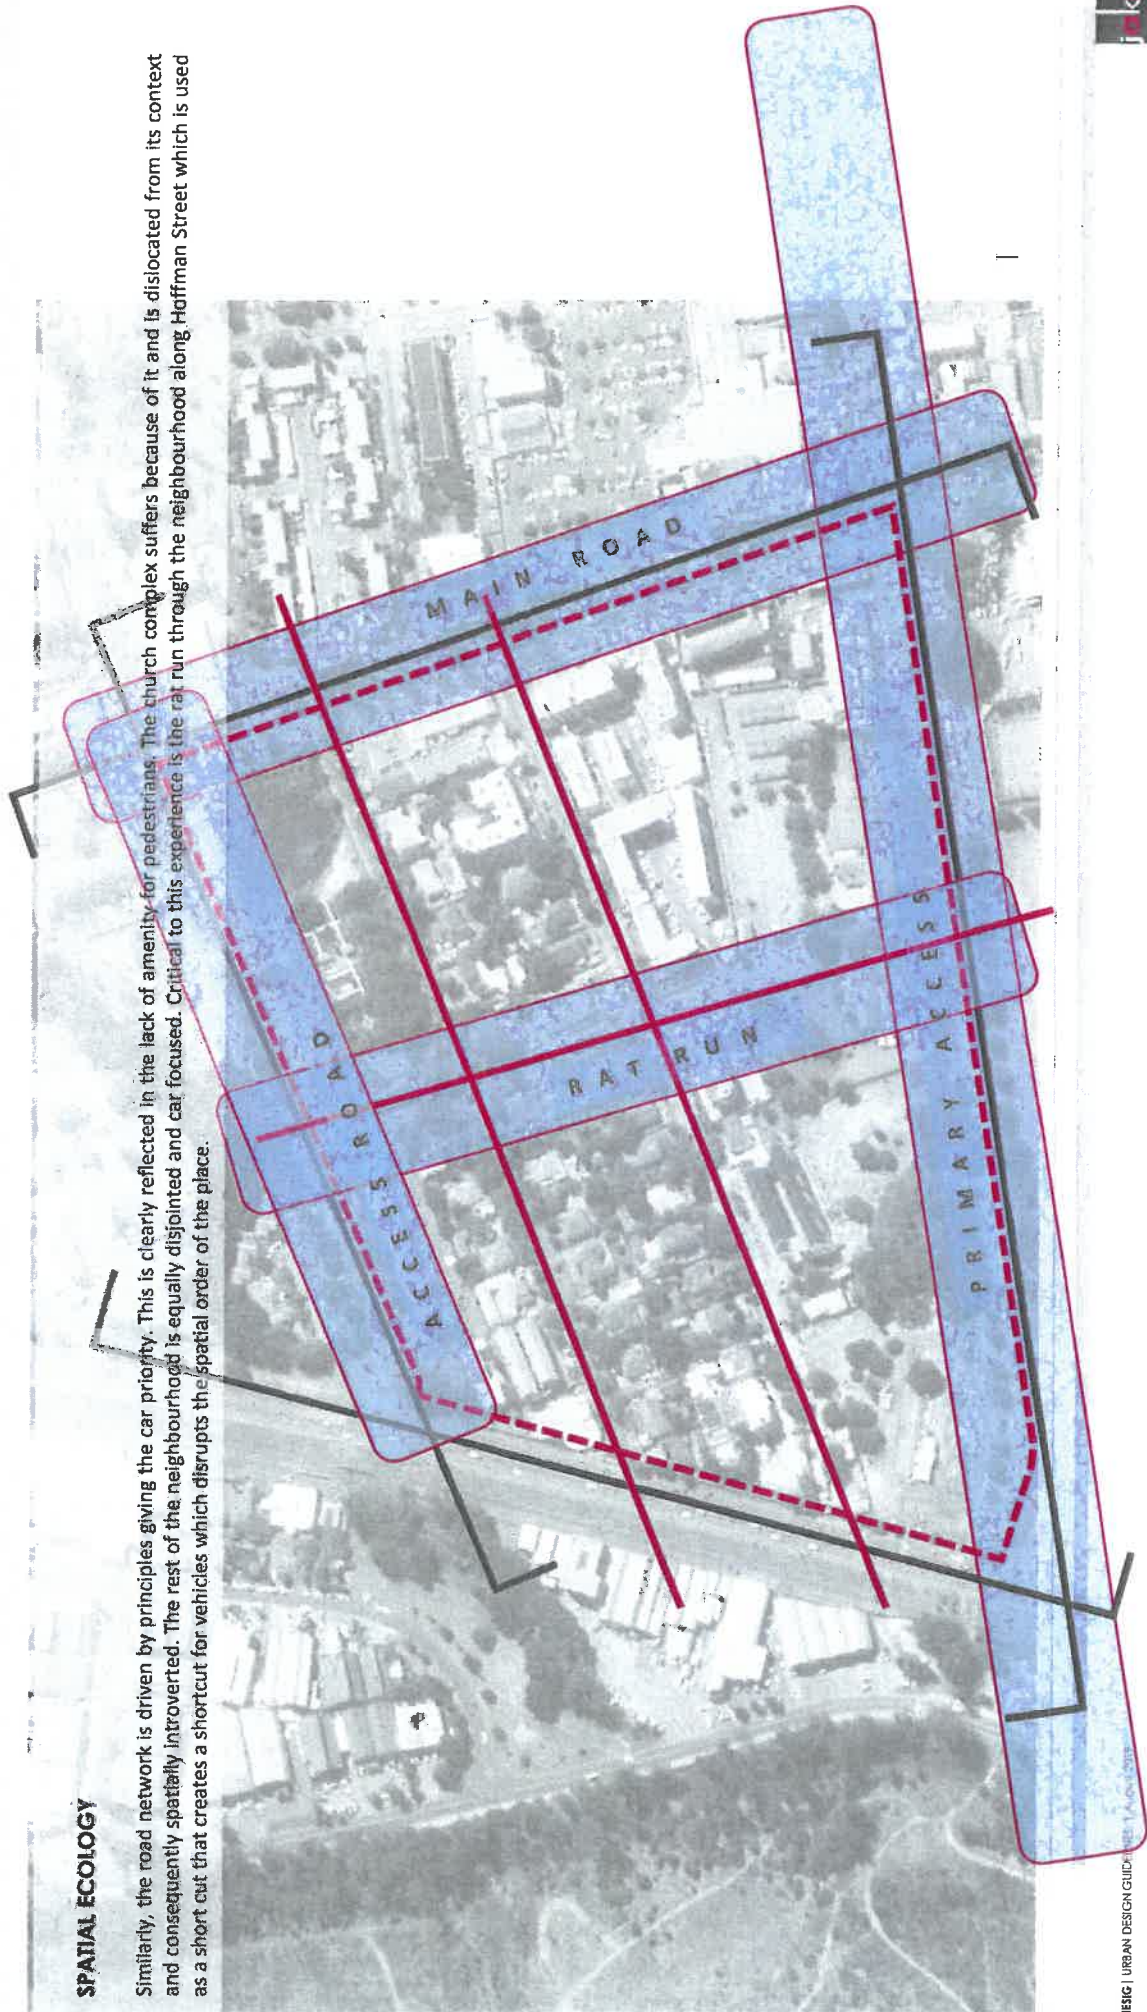 SPATIAL ECOLOGY
Similarly, the road network is driven by principles giving the car priority. This is clearly reflected in the lack of amenity for pedestrians. The church complex suffers because of it and is dislocated from its context
and consequently spatially introverted. The rest of the neighbourhood is equally disjointed and car focused. Critical to this experience is the rat run through the neighbourhood along Hoffman Street which is used
as a short cut that creates a shortcut for vehicles which disrupts the spatial order of the place.
ACCESS ROAD
MAIN ROAD
RAT RUN
PRIMARY ACCESS
ESIG | URBAN DESIGN